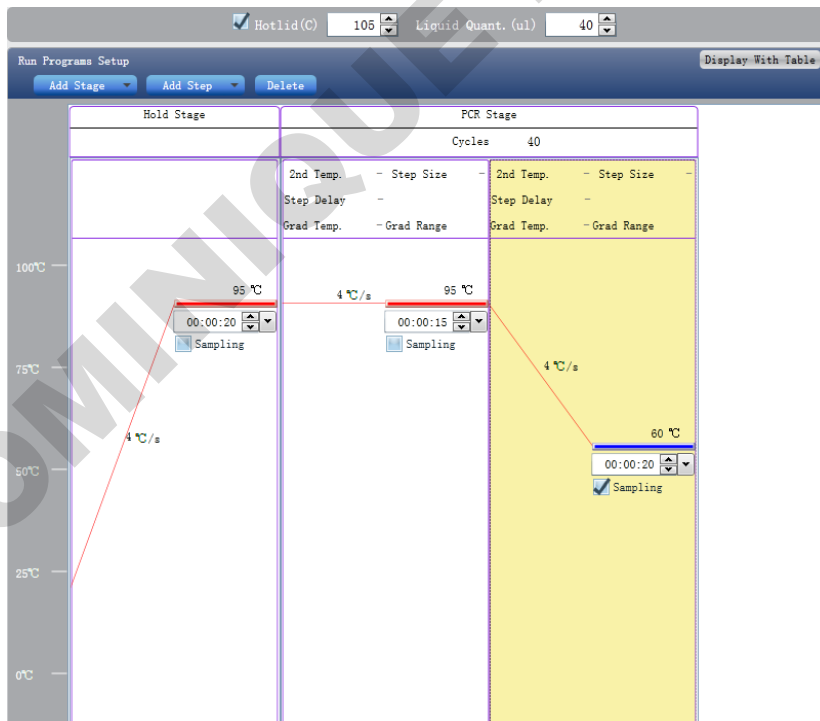 Hotlid(C) 105 Liquid Quant.(ul) 40
Run Programs Setup
Display With Table
Add Stage Add Step Delete
Hold Stage PCR Stage
Cycles 40
2nd Temp. - Step Size - 2nd Temp. - Step Size -
Step Delay - Step Delay -
Grad Temp. - Grad Range Grad Temp. - Grad Range
100℃
95 ℃ 4 ℃/s 95 ℃
00:00:20 00:00:15
Sampling Sampling
75℃ 4 ℃/s
4 ℃/s 60 ℃
50℃ 00:00:20
Sampling
25℃
0℃
OMINIQUE